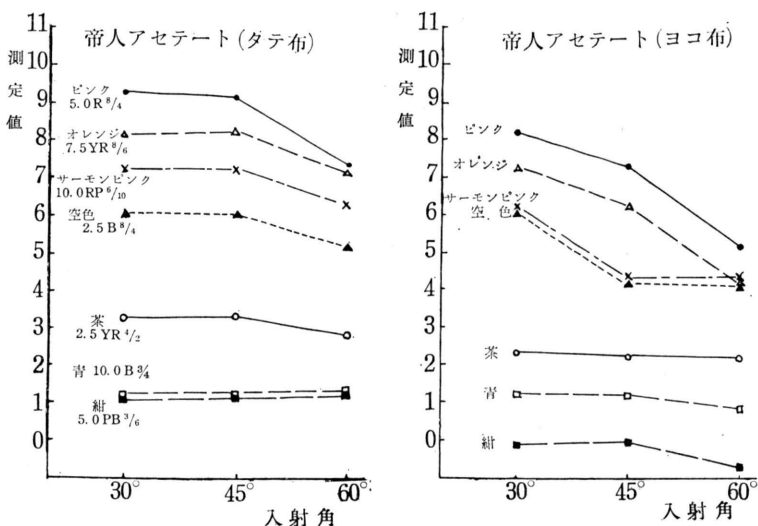 帝人アセテート(タテ布)
測定値
11
10
9
8
7
6
5
4
3
2
1
0
ピンク
5.0R 8/4
オレンジ
7.5YR 8/6
サーモンピンク
10.0RP 6/10
空色
2.5B 8/4
茶
2.5YR 4/2
青 10.0B 3/4
紺
5.0PB 3/6
30° 45° 60°
入射角
帝人アセテート(ヨコ布)
測定値
11
10
9
8
7
6
5
4
3
2
1
0
ピンク
オレンジ
サーモンピンク
空色
茶
青
紺
30° 45° 60°
入射角